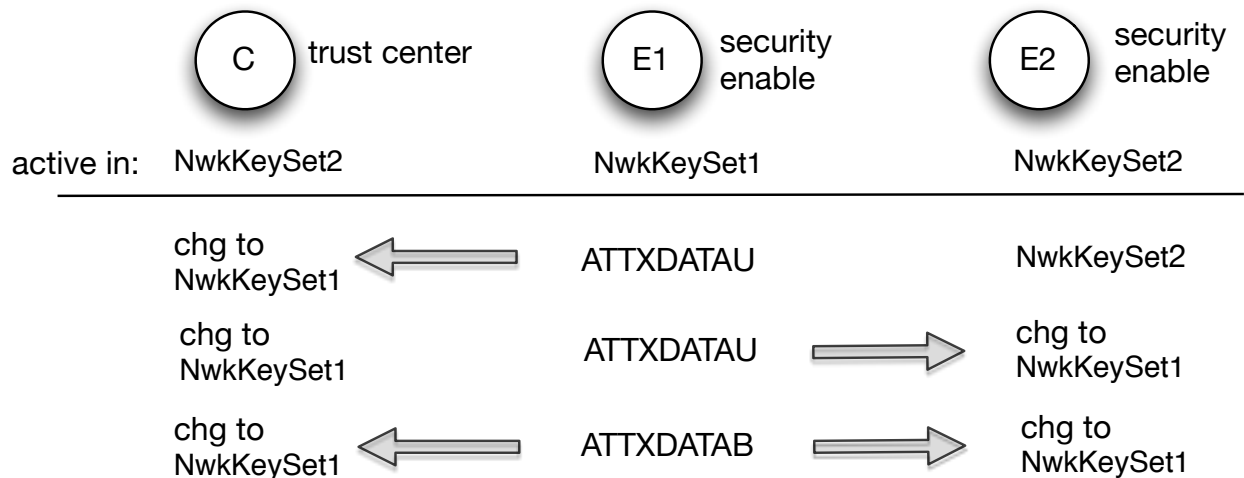 C trust center E1 security enable E2 security enable
active in: NwkKeySet2 NwkKeySet1 NwkKeySet2
chg to NwkKeySet1 ATTXDATAU NwkKeySet2
chg to NwkKeySet1 ATTXDATAU chg to NwkKeySet1
chg to NwkKeySet1 ATTXDATAB chg to NwkKeySet1